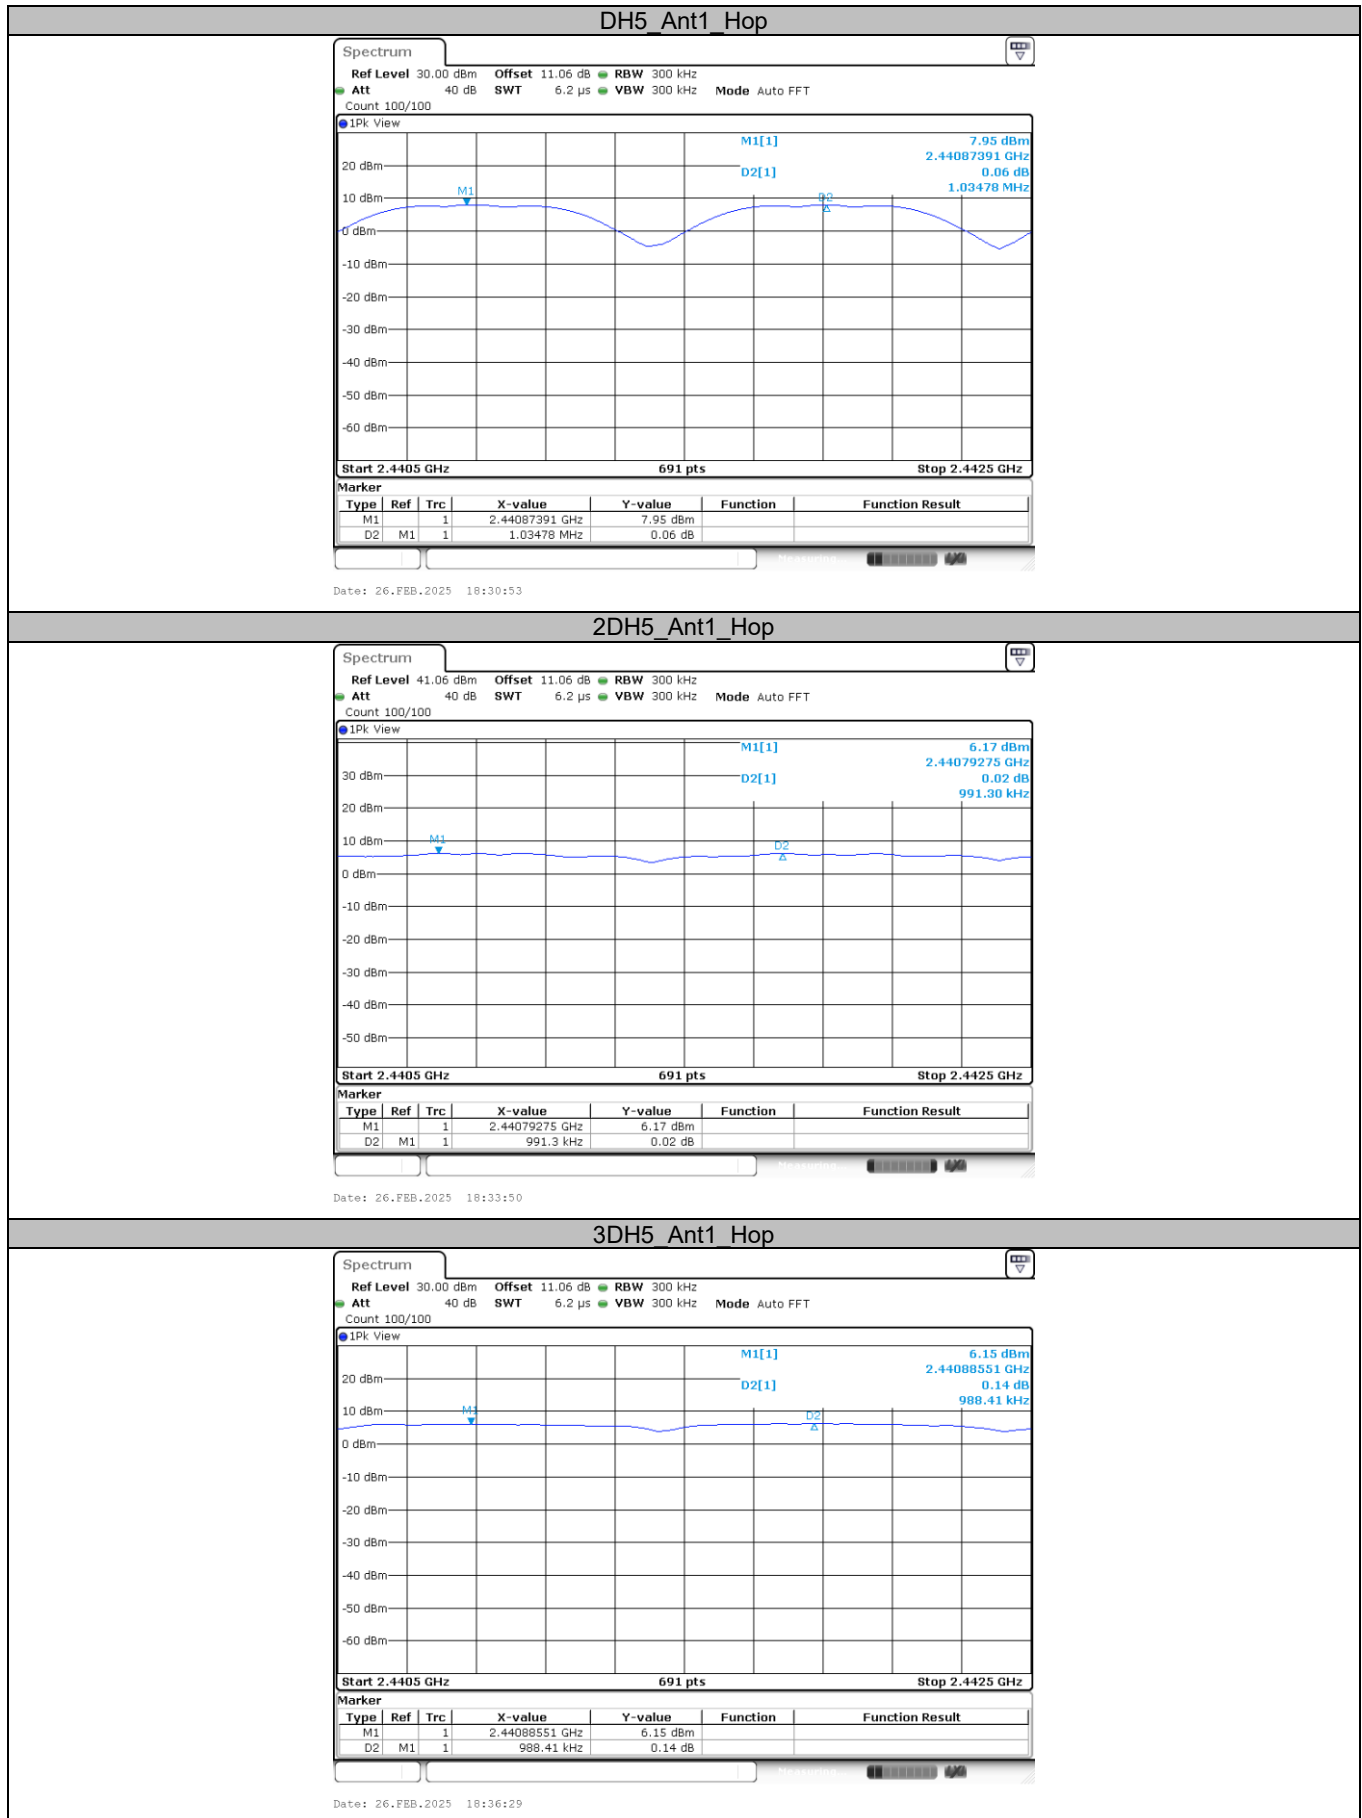 DH5_Ant1_Hop
Spectrum
Ref Level 30.00 dBm Offset 11.06 dB RBW 300 kHz
Att 40 dB SWT 6.2 µs VBW 300 kHz Mode Auto FFT
Count 100/100
1Pk View
M1[1] 7.95 dBm
2.44087391 GHz
D2[1] 0.06 dB
1.03478 MHz
20 dBm
M1
D2
10 dBm
0 dBm
-10 dBm
-20 dBm
-30 dBm
-40 dBm
-50 dBm
-60 dBm
Start 2.4405 GHz 691 pts Stop 2.4425 GHz
Marker
Type Ref Trc X-value Y-value Function Function Result
M1 1 2.44087391 GHz 7.95 dBm
D2 M1 1 1.03478 MHz 0.06 dB
Measuring
Date: 26.FEB.2025 18:30:53
2DH5_Ant1_Hop
Spectrum
Ref Level 41.06 dBm Offset 11.06 dB RBW 300 kHz
Att 40 dB SWT 6.2 µs VBW 300 kHz Mode Auto FFT
Count 100/100
1Pk View
M1[1] 6.17 dBm
2.44079275 GHz
D2[1] 0.02 dB
991.30 kHz
30 dBm
20 dBm
10 dBm
M1
D2
0 dBm
-10 dBm
-20 dBm
-30 dBm
-40 dBm
-50 dBm
Start 2.4405 GHz 691 pts Stop 2.4425 GHz
Marker
Type Ref Trc X-value Y-value Function Function Result
M1 1 2.44079275 GHz 6.17 dBm
D2 M1 1 991.3 kHz 0.02 dB
Measuring
Date: 26.FEB.2025 18:33:50
3DH5_Ant1_Hop
Spectrum
Ref Level 30.00 dBm Offset 11.06 dB RBW 300 kHz
Att 40 dB SWT 6.2 µs VBW 300 kHz Mode Auto FFT
Count 100/100
1Pk View
M1[1] 6.15 dBm
2.44088551 GHz
D2[1] 0.14 dB
988.41 kHz
20 dBm
10 dBm
M1
D2
0 dBm
-10 dBm
-20 dBm
-30 dBm
-40 dBm
-50 dBm
-60 dBm
Start 2.4405 GHz 691 pts Stop 2.4425 GHz
Marker
Type Ref Trc X-value Y-value Function Function Result
M1 1 2.44088551 GHz 6.15 dBm
D2 M1 1 988.41 kHz 0.14 dB
Measuring
Date: 26.FEB.2025 18:36:29